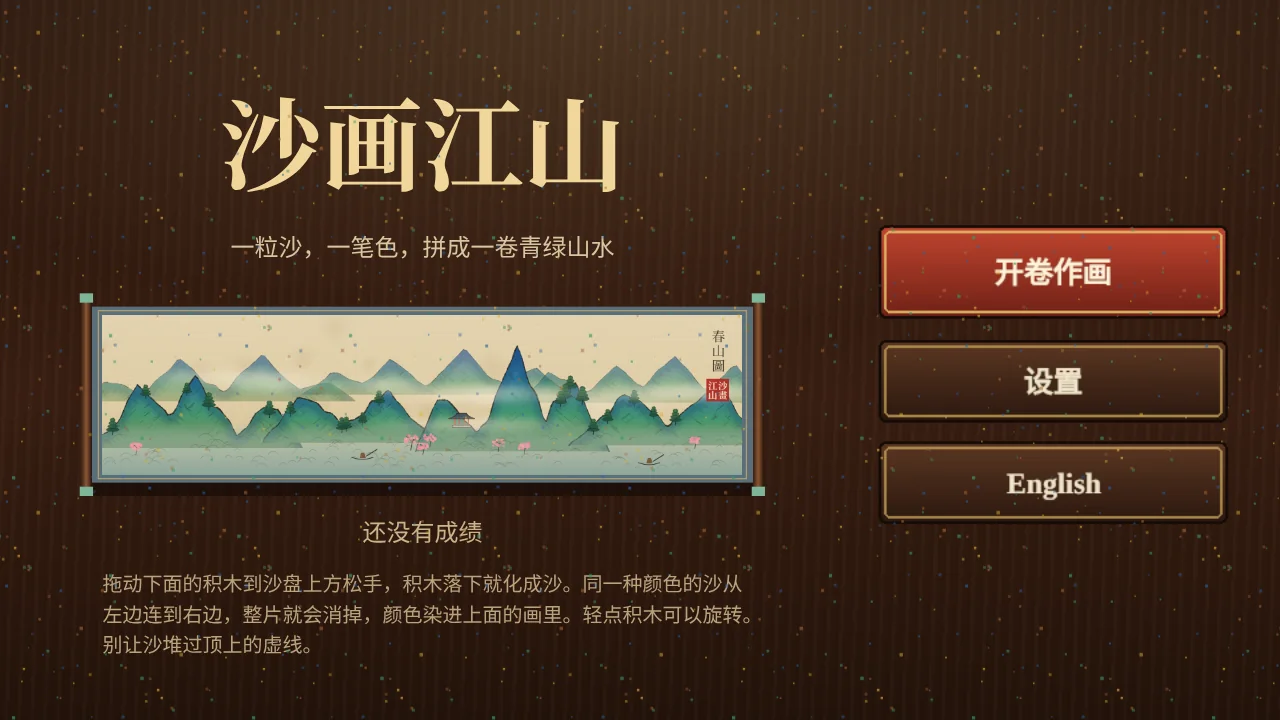 沙画江山
一粒沙，一笔色，拼成一卷青绿山水
春山圖
沙畫江山
还没有成绩
拖动下面的积木到沙盘上方松手，积木落下就化成沙。同一种颜色的沙从
左边连到右边，整片就会消掉，颜色染进上面的画里。轻点积木可以旋转。
别让沙堆过顶上的虚线。
开卷作画
设置
English